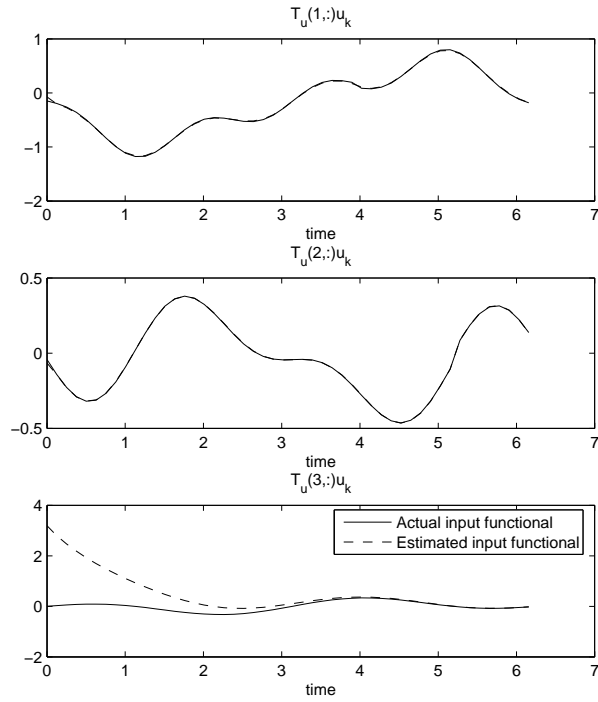 T_u(1,:)u_k
1
0
−1
−2
0 1 2 3 4 5 6 7
time
T_u(2,:)u_k
0.5
0
−0.5
0 1 2 3 4 5 6 7
time
T_u(3,:)u_k
4
2
0
−2
Actual input functional
Estimated input functional
0 1 2 3 4 5 6 7
time